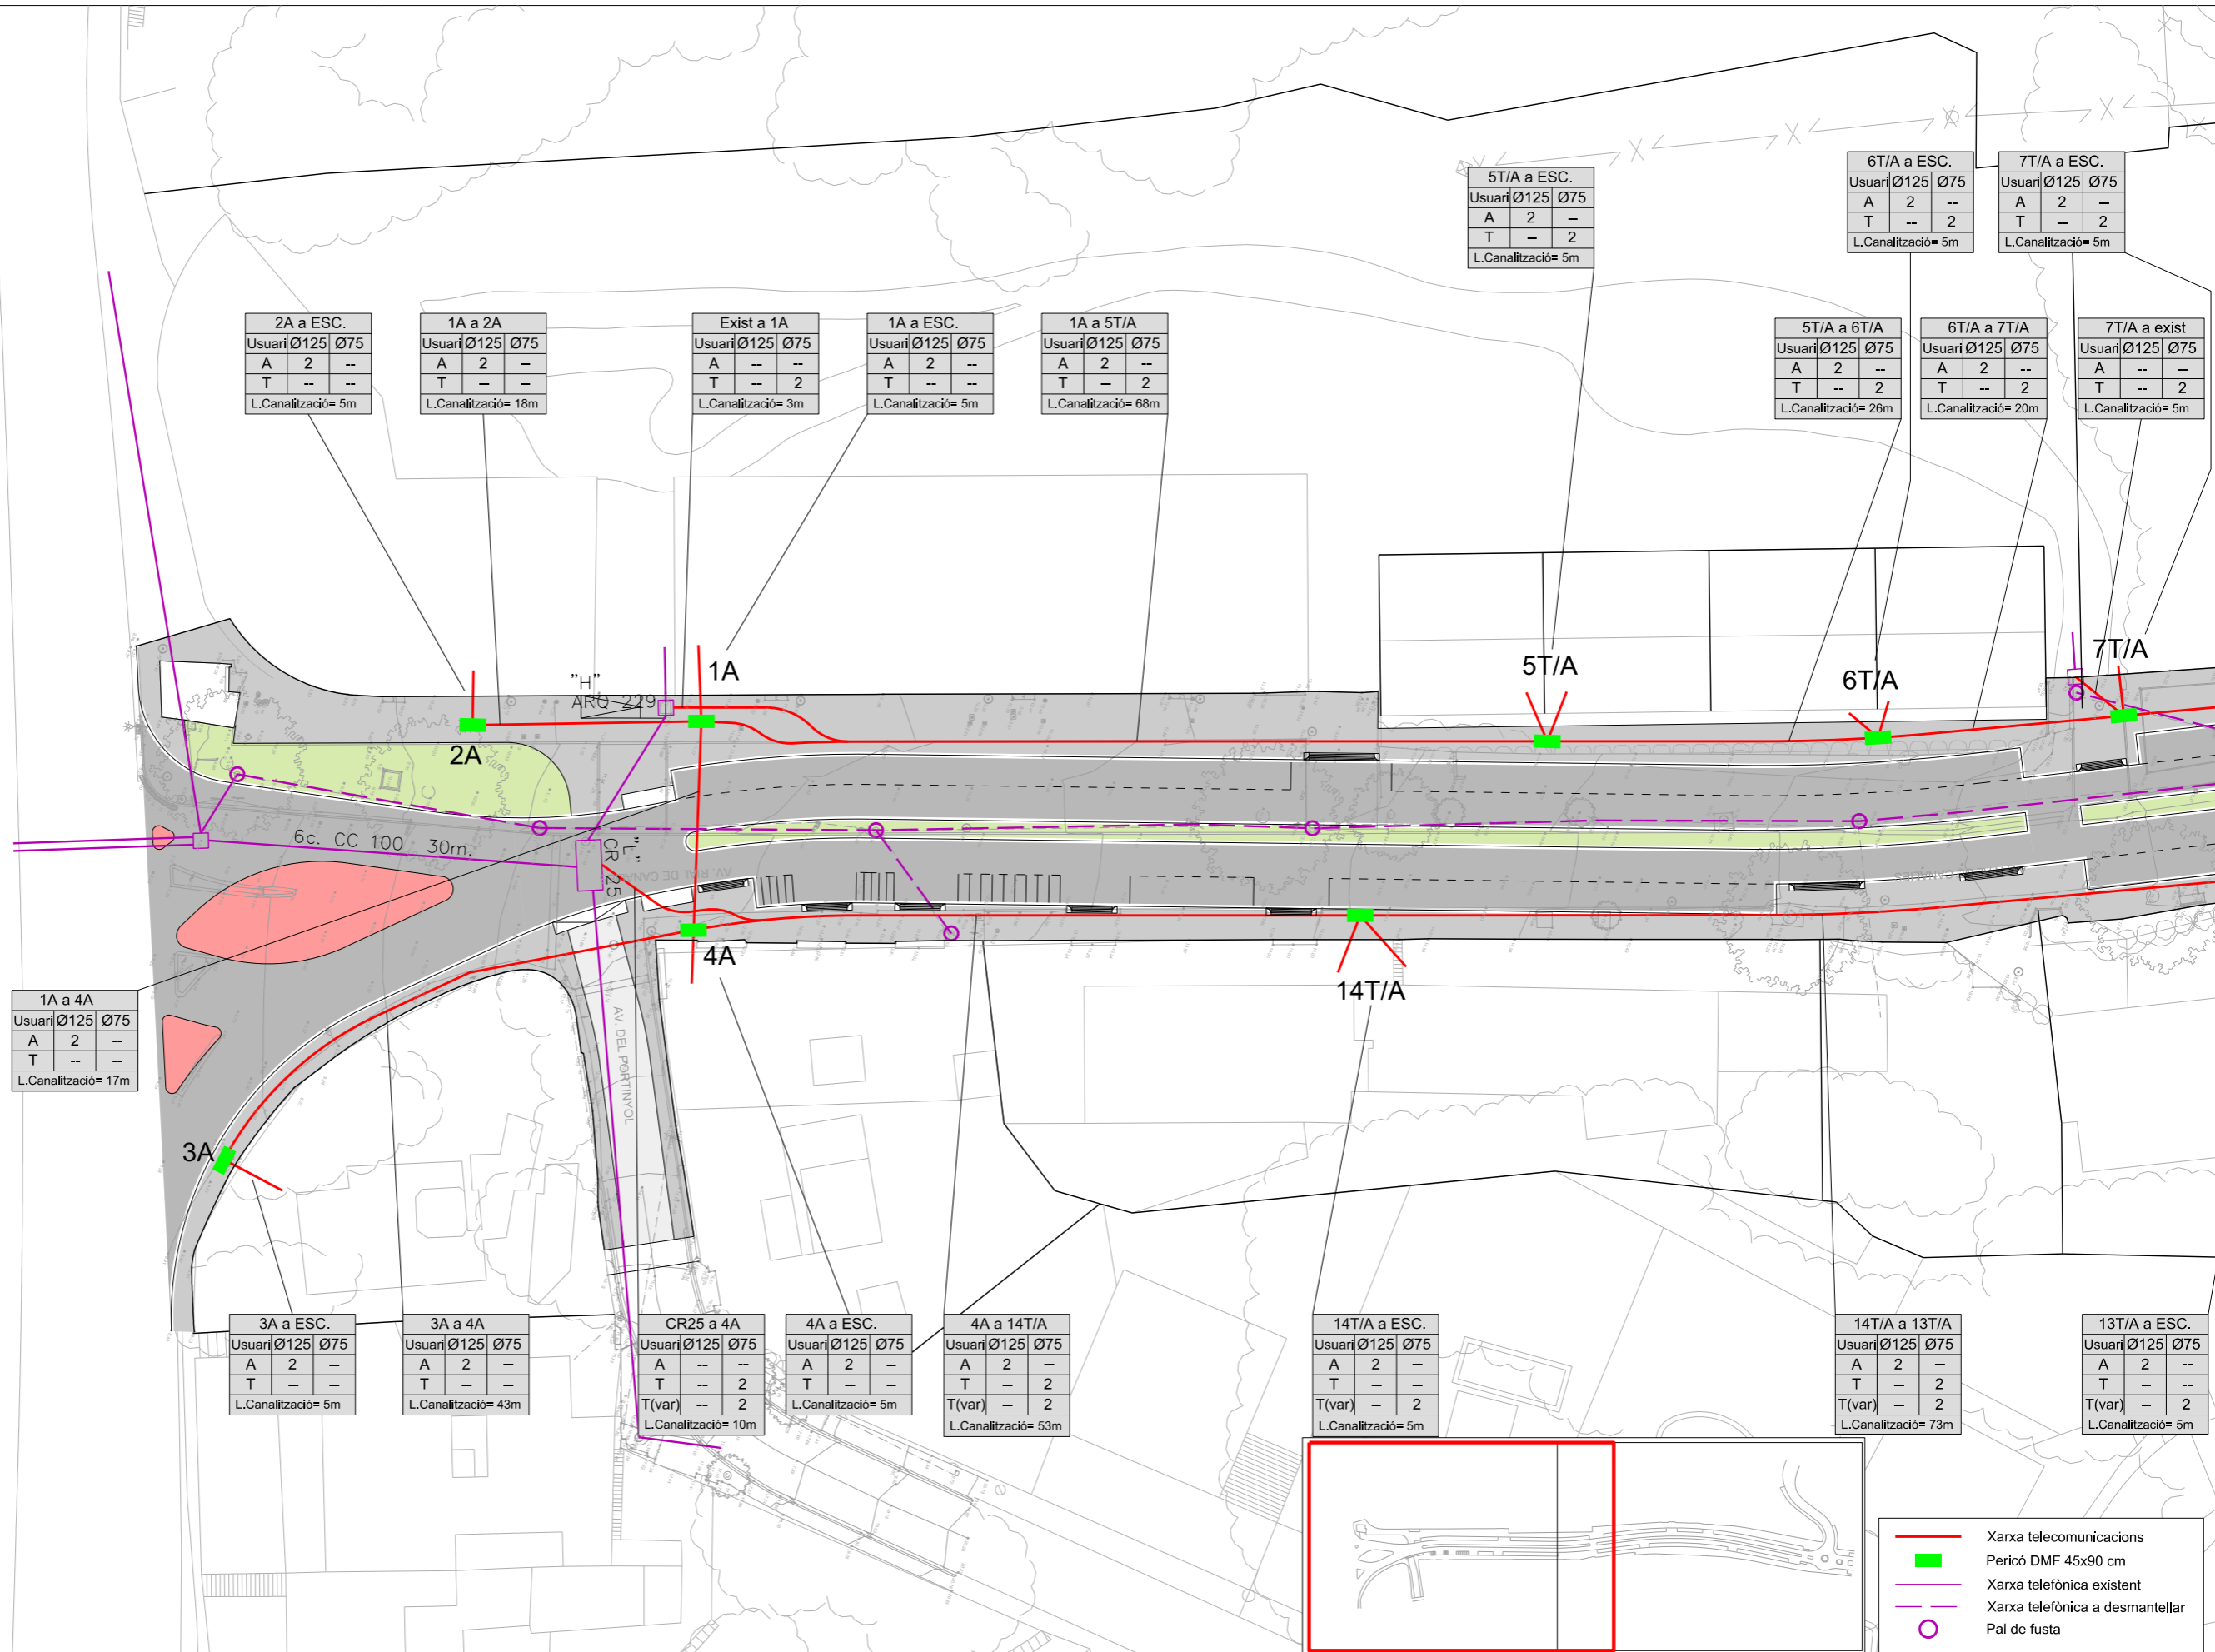 5T/A a ESC.
Usuari Ø125 Ø75
A 2 –
T – 2
L.Canalització= 5m
6T/A a ESC.
Usuari Ø125 Ø75
A 2 --
T -- 2
L.Canalització= 5m
7T/A a ESC.
Usuari Ø125 Ø75
A 2 –
T -- 2
L.Canalització= 5m
2A a ESC.
Usuari Ø125 Ø75
A 2 --
T -- --
L.Canalització= 5m
1A a 2A
Usuari Ø125 Ø75
A 2 –
T – –
L.Canalització= 18m
Exist a 1A
Usuari Ø125 Ø75
A -- --
T -- 2
L.Canalització= 3m
1A a ESC.
Usuari Ø125 Ø75
A 2 --
T -- --
L.Canalització= 5m
1A a 5T/A
Usuari Ø125 Ø75
A 2 --
T – 2
L.Canalització= 68m
5T/A a 6T/A
Usuari Ø125 Ø75
A 2 --
T -- 2
L.Canalització= 26m
6T/A a 7T/A
Usuari Ø125 Ø75
A 2 --
T -- 2
L.Canalització= 20m
7T/A a exist
Usuari Ø125 Ø75
A -- --
T -- 2
L.Canalització= 5m
"H"
ARQ 229
1A
2A
5T/A
6T/A
7T/A
6c. CC 100 30m.
"L"
CR 25
4A
14T/A
3A
AV. DEL PORTINYOL
1A a 4A
Usuari Ø125 Ø75
A 2 --
T -- --
L.Canalització= 17m
3A a ESC.
Usuari Ø125 Ø75
A 2 –
T – –
L.Canalització= 5m
3A a 4A
Usuari Ø125 Ø75
A 2 –
T – –
L.Canalització= 43m
CR25 a 4A
Usuari Ø125 Ø75
A -- --
T -- 2
T(var) -- 2
L.Canalització= 10m
4A a ESC.
Usuari Ø125 Ø75
A 2 –
T – –
L.Canalització= 5m
4A a 14T/A
Usuari Ø125 Ø75
A 2 –
T – 2
T(var) – 2
L.Canalització= 53m
14T/A a ESC.
Usuari Ø125 Ø75
A 2 –
T – –
T(var) – 2
L.Canalització= 5m
14T/A a 13T/A
Usuari Ø125 Ø75
A 2 –
T – 2
T(var) – 2
L.Canalització= 73m
13T/A a ESC.
Usuari Ø125 Ø75
A 2 --
T – --
T(var) – 2
L.Canalització= 5m
Xarxa telecomunicacions
Pericó DMF 45x90 cm
Xarxa telefònica existent
Xarxa telefònica a desmantellar
Pal de fusta